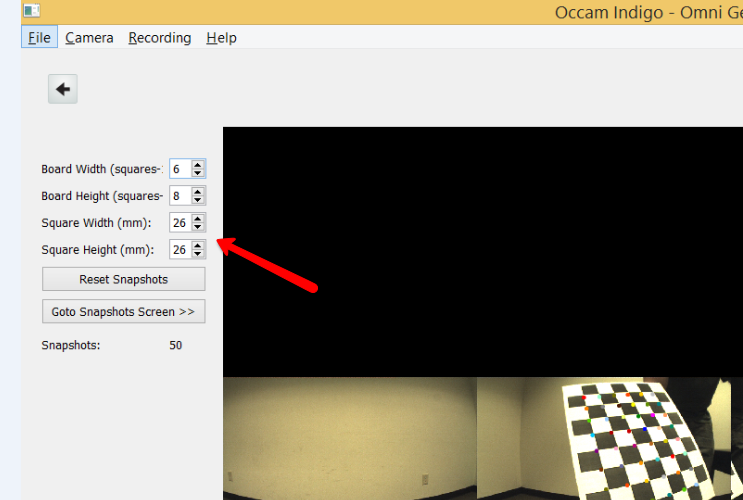 Occam Indigo - Omni Ge
File Camera Recording Help
Board Width (squares-: 6
Board Height (squares- 8
Square Width (mm): 26
Square Height (mm): 26
Reset Snapshots
Goto Snapshots Screen >>
Snapshots: 50